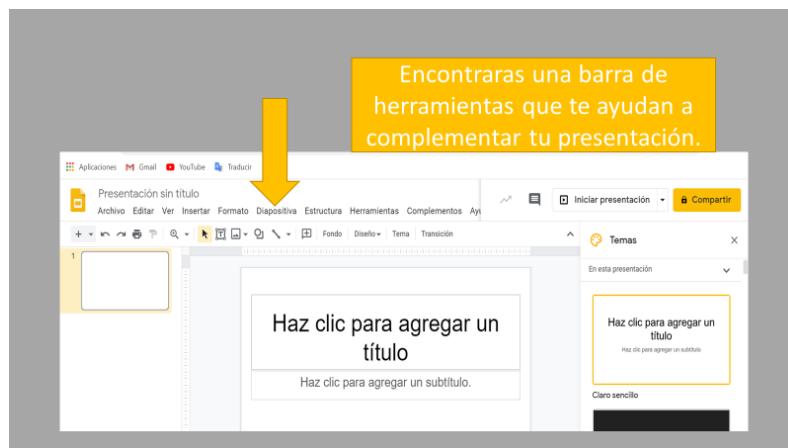 Encontraras una barra de
herramientas que te ayudan a
complementar tu presentación.
Aplicaciones Gmail YouTube Traducir
Presentación sin título
Archivo Editar Ver Insertar Formato Diapositiva Estructura Herramientas Complementos Ayu
Iniciar presentación Compartir
Fondo Diseño Tema Transición
Temas
En esta presentación
1
Haz clic para agregar un
título
Haz clic para agregar un subtítulo.
Haz clic para agregar un
título
Haz clic para agregar un subtítulo
Claro sencillo